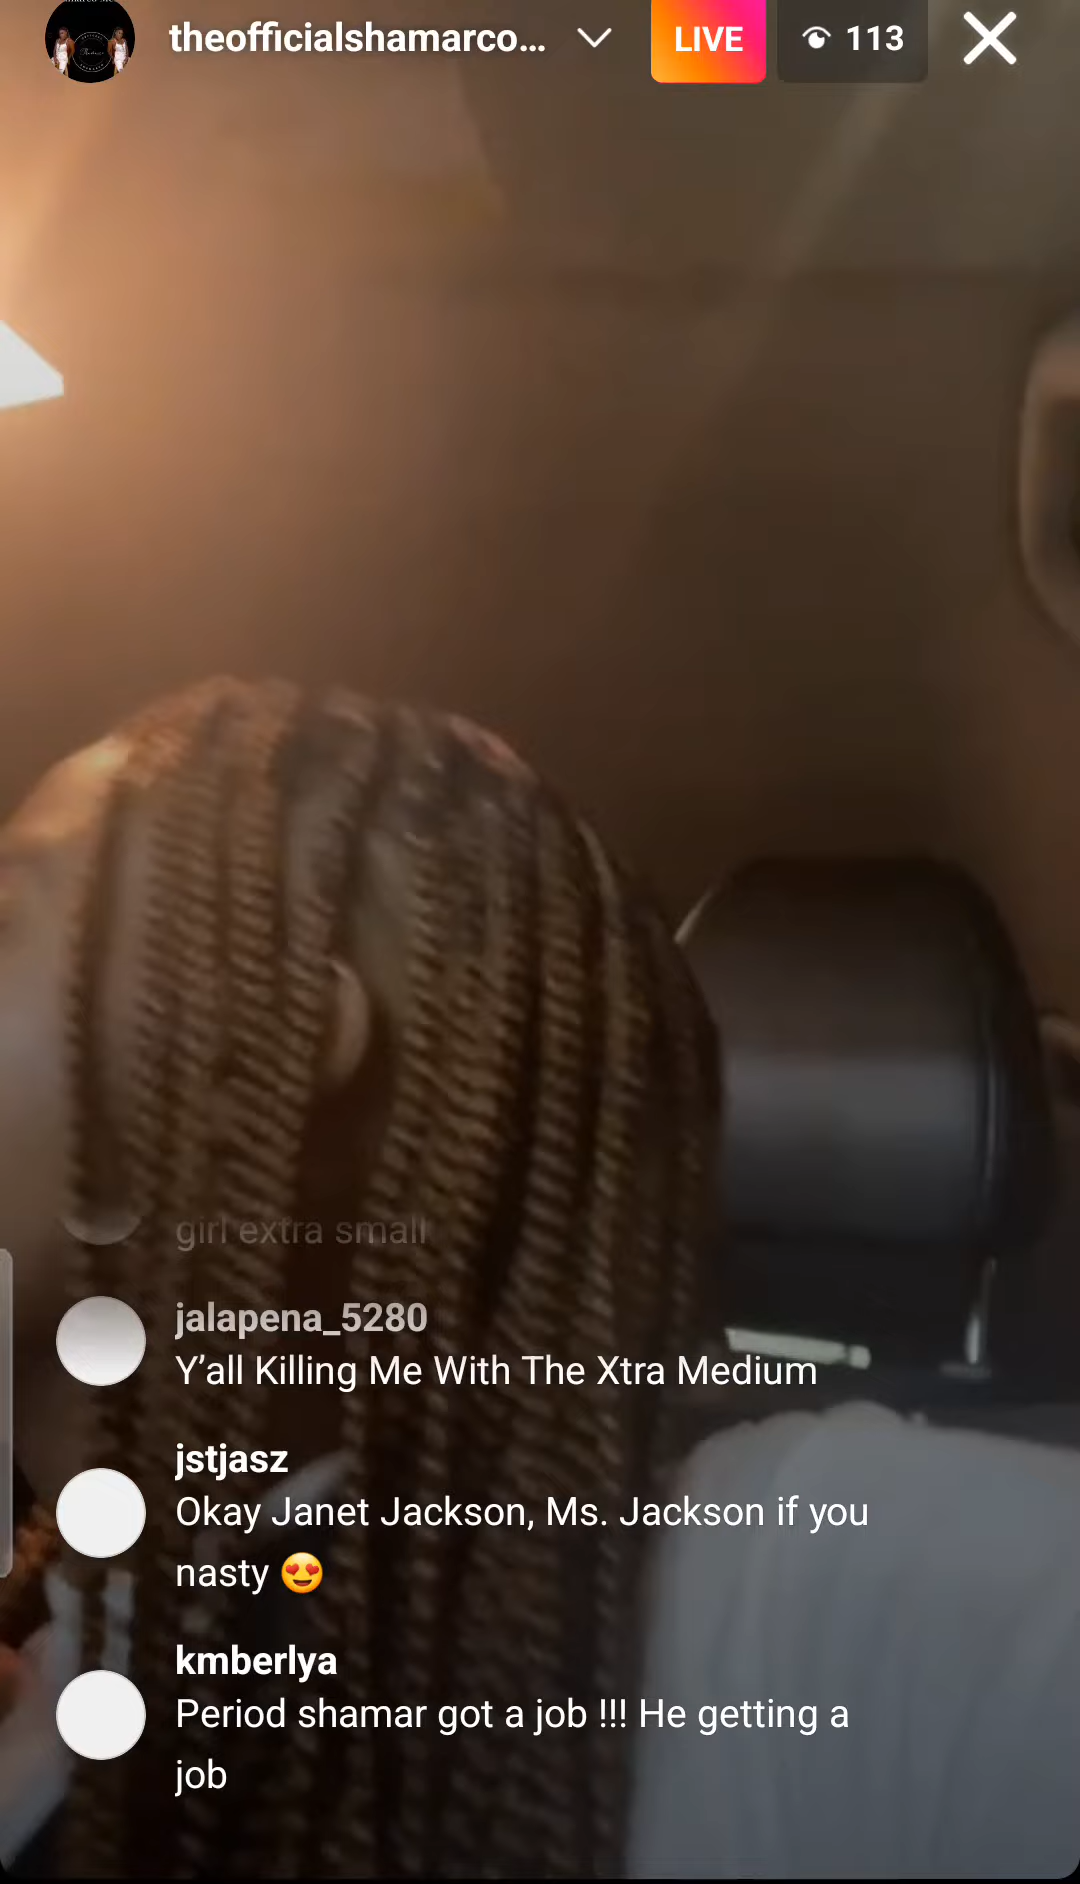 theofficialshamarco...
LIVE
113
girl extra small
jalapena_5280
Y’all Killing Me With The Xtra Medium
jstjasz
Okay Janet Jackson, Ms. Jackson if you
nasty 😍
kmberlya
Period shamar got a job !!! He getting a
job